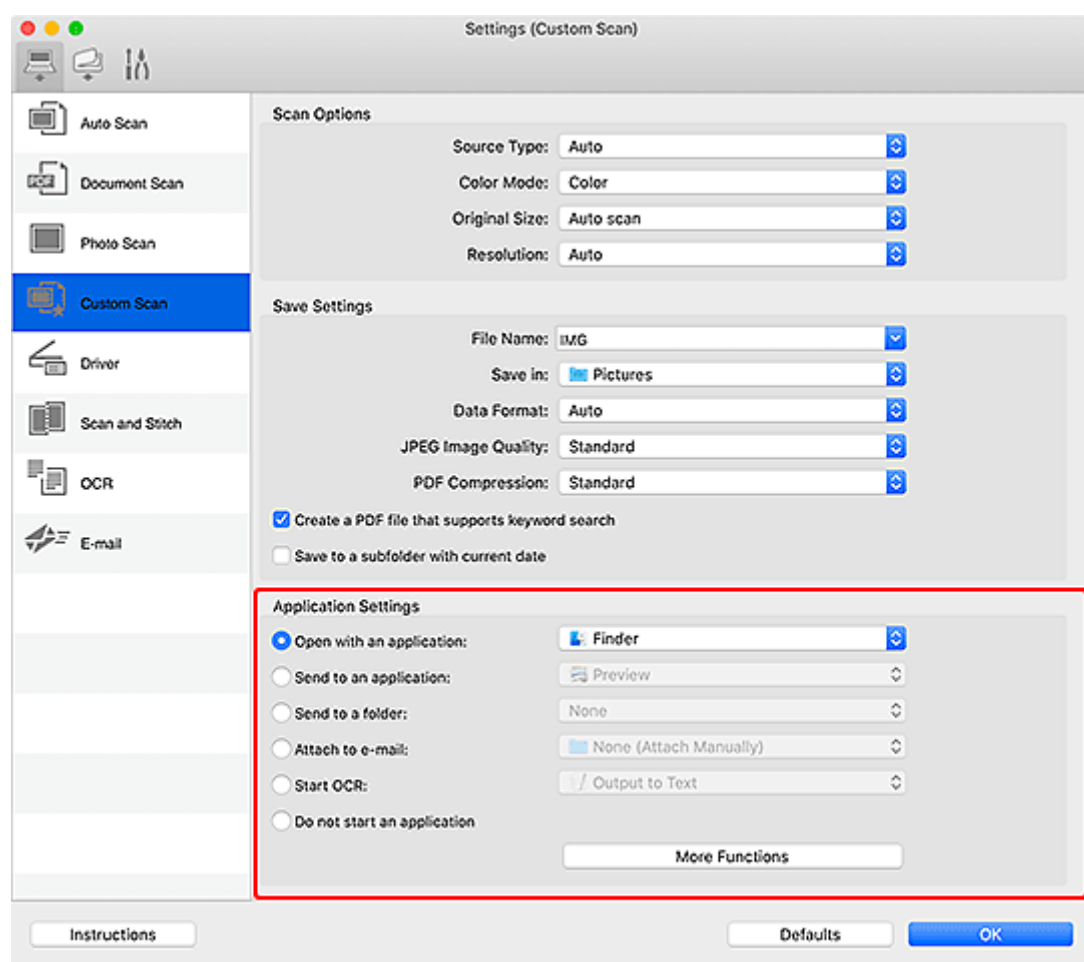 Settings (Custom Scan)
Auto Scan
Document Scan
Photo Scan
Custom Scan
Driver
Scan and Stitch
OCR
E-mail
Scan Options
Source Type: Auto
Color Mode: Color
Original Size: Auto scan
Resolution: Auto
Save Settings
File Name: IMG
Save in: Pictures
Data Format: Auto
JPEG Image Quality: Standard
PDF Compression: Standard
Create a PDF file that supports keyword search
Save to a subfolder with current date
Application Settings
Open with an application: Finder
Send to an application: Preview
Send to a folder: None
Attach to e-mail: None (Attach Manually)
Start OCR: Output to Text
Do not start an application
More Functions
Instructions
Defaults
OK